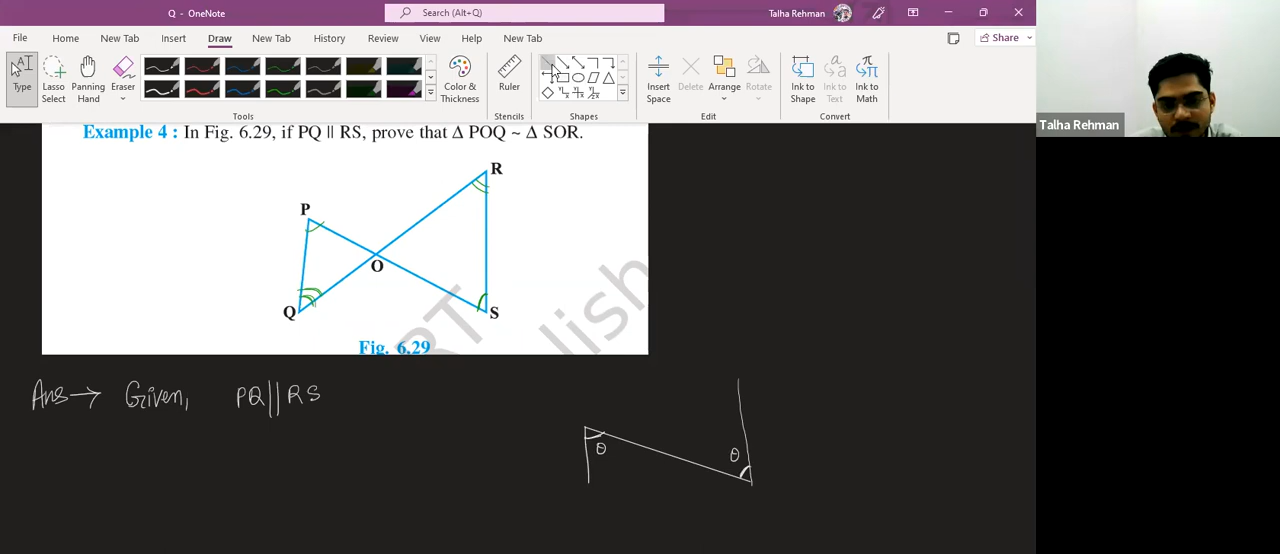 Q - OneNote
Search (Alt+Q)
Talha Rehman
File Home New Tab Insert Draw New Tab History Review View Help New Tab
Share
Type Lasso Select Panning Hand Eraser Color & Thickness Ruler Insert Space Delete Arrange Ink to Shape Ink to Text Ink to Math
Tools Stencils Shapes Edit Convert
Talha Rehman
Example 4 : In Fig. 6.29, if PQ || RS, prove that Δ POQ ~ Δ SOR.
R
P
O
Q
S
Fig. 6.29
Ans → Given, PQ || RS
θ
θ